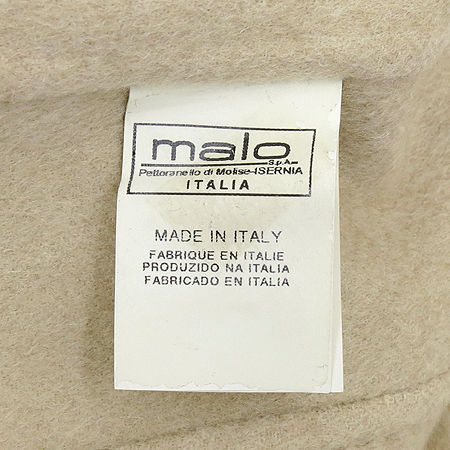 malo
S.p.A.
Pettoranello di Molise-ISERNIA
ITALIA
MADE IN ITALY
FABRIQUE EN ITALIE
PRODUZIDO NA ITALIA
FABRICADO EN ITALIA